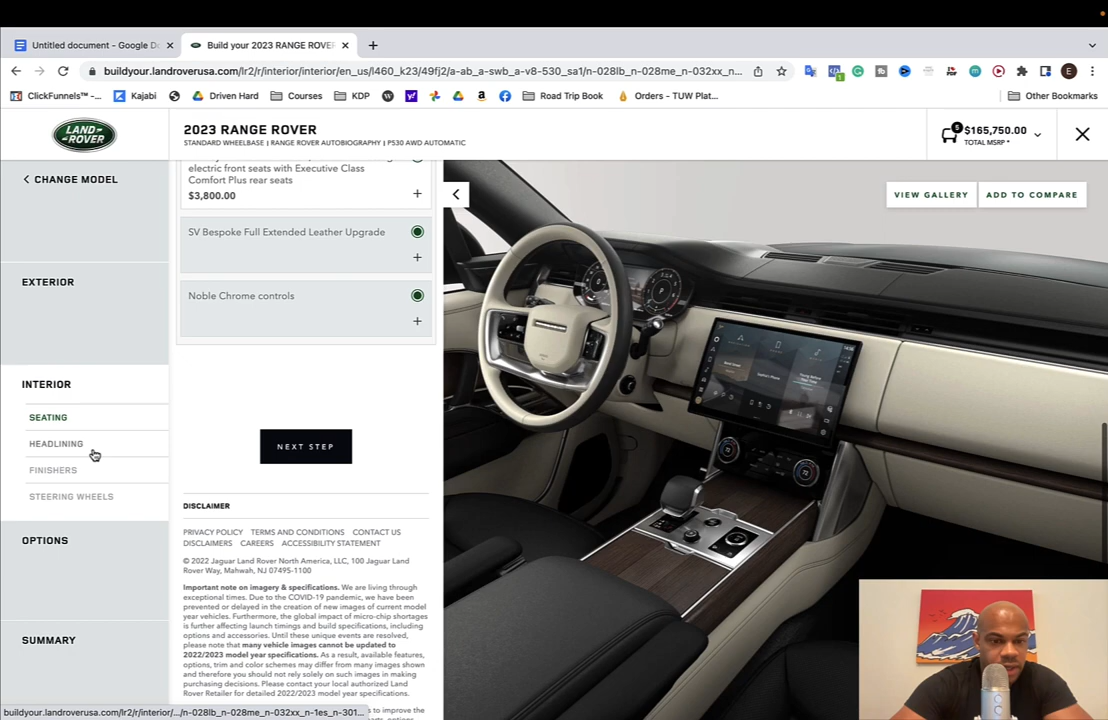 Untitled document - Google Do
Build your 2023 RANGE ROVER
buildyour.landroverusa.com/lr2/r/interior/interior/en_us/l460_k23/49fj2/a-ab_a-swb_a-v8-530_sa1/n-028lb_n-028me_n-032xx_n...
E
ClickFunnels™ -...
Kajabi
Driven Hard
Courses
KDP
Road Trip Book
Orders - TUW Plat...
Other Bookmarks
LAND-
ROVER
2023 RANGE ROVER
STANDARD WHEELBASE | RANGE ROVER AUTOBIOGRAPHY | P530 AWD AUTOMATIC
5
$165,750.00
TOTAL MSRP *
CHANGE MODEL
EXTERIOR
INTERIOR
SEATING
HEADLINING
FINISHERS
STEERING WHEELS
OPTIONS
SUMMARY
electric front seats with Executive Class
Comfort Plus rear seats
$3,800.00
SV Bespoke Full Extended Leather Upgrade
Noble Chrome controls
NEXT STEP
DISCLAIMER
PRIVACY POLICY TERMS AND CONDITIONS CONTACT US
DISCLAIMERS CAREERS ACCESSIBILITY STATEMENT
© 2022 Jaguar Land Rover North America, LLC, 100 Jaguar Land
Rover Way, Mahwah, NJ 07495-1100
Important note on imagery & specifications. We are living through
exceptional times. Due to the COVID-19 pandemic, we have been
prevented or delayed in the creation of new images of current model
year vehicles. Furthermore, the global impact of micro-chip shortages
is further affecting launch timings and build specifications, including
options and accessories. Until these unique events are resolved,
please note that many vehicle images cannot be updated to
2022/2023 model year specifications. As a result, available features,
options, trim and color schemes may differ from many images shown
and therefore you should not rely solely on such images in making
purchasing decisions. Please contact your local authorized Land
Rover Retailer for detailed 2022/2023 model year specifications.
s to improve the
VIEW GALLERY
ADD TO COMPARE
buildyour.landroverusa.com/lr2/r/interior/.../n-028lb_n-028me_n-032xx_n-1es_n-301...